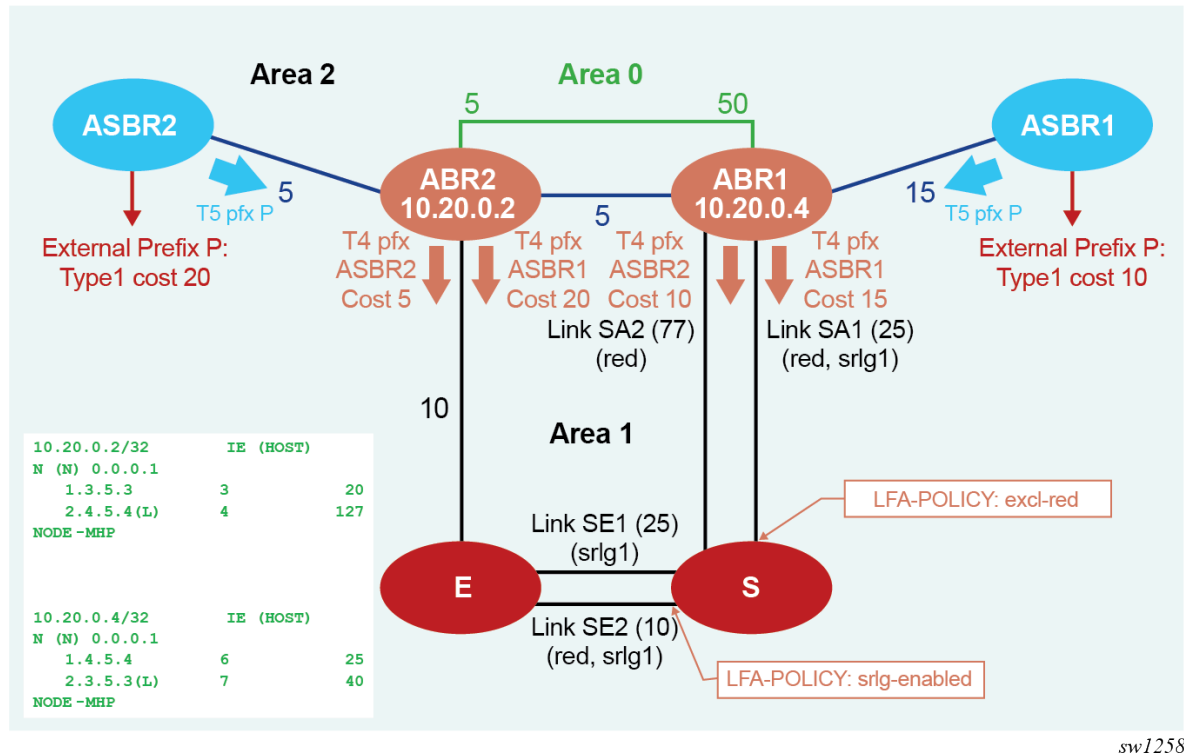 Area 2
Area 0
5
50
ASBR2
ASBR1
ABR2
10.20.0.2
ABR1
10.20.0.4
5
T5 pfx P
5
15
T5 pfx P
External Prefix P:
Type1 cost 20
External Prefix P:
Type1 cost 10
T4 pfx
ASBR2
Cost 5
T4 pfx
ASBR1
Cost 20
T4 pfx
ASBR2
Cost 10
T4 pfx
ASBR1
Cost 15
Link SA2 (77)
(red)
Link SA1 (25)
(red, srlg1)
10
Area 1
10.20.0.2/32 IE (HOST)
N (N) 0.0.0.1
1.3.5.3 3 20
2.4.5.4(L) 4 127
NODE-MHP
10.20.0.4/32 IE (HOST)
N (N) 0.0.0.1
1.4.5.4 6 25
2.3.5.3(L) 7 40
NODE-MHP
LFA-POLICY: excl-red
Link SE1 (25)
(srlg1)
E
S
Link SE2 (10)
(red, srlg1)
LFA-POLICY: srlg-enabled
sw1258